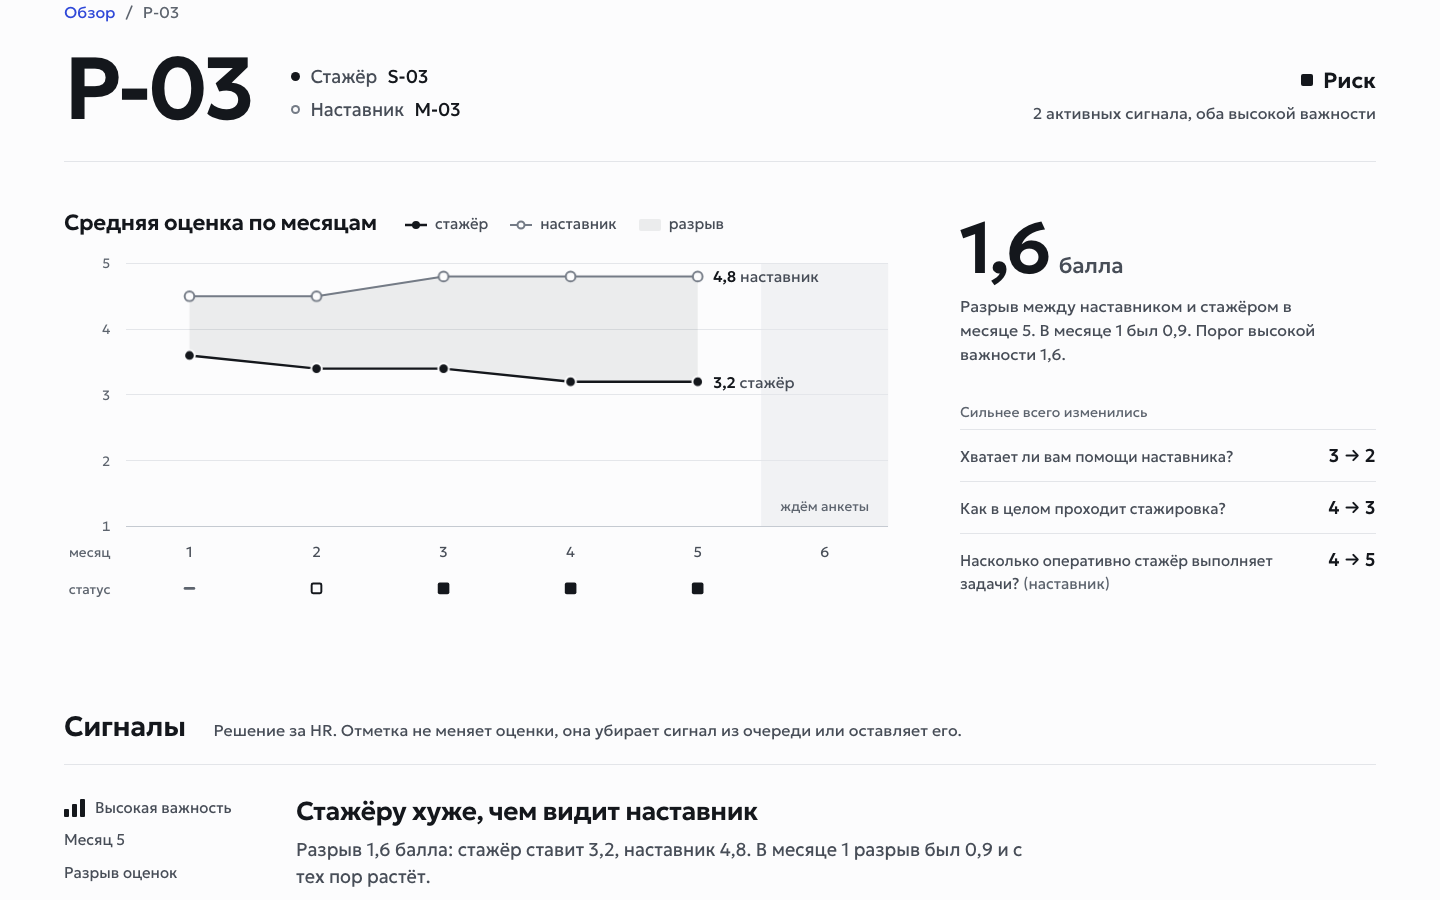 Обзор / P-03
P-03
Стажёр S-03
Наставник M-03
Риск
2 активных сигнала, оба высокой важности
Средняя оценка по месяцам
стажёр
наставник
разрыв
5
4
3
2
1
4,8 наставник
3,2 стажёр
ждём анкеты
месяц 1 2 3 4 5 6
статус
1,6 балла
Разрыв между наставником и стажёром в
месяце 5. В месяце 1 был 0,9. Порог высокой
важности 1,6.
Сильнее всего изменились
Хватает ли вам помощи наставника? 3 → 2
Как в целом проходит стажировка? 4 → 3
Насколько оперативно стажёр выполняет 4 → 5
задачи? (наставник)
Сигналы
Решение за HR. Отметка не меняет оценки, она убирает сигнал из очереди или оставляет его.
Высокая важность
Месяц 5
Разрыв оценок
Стажёру хуже, чем видит наставник
Разрыв 1,6 балла: стажёр ставит 3,2, наставник 4,8. В месяце 1 разрыв был 0,9 и с
тех пор растёт.